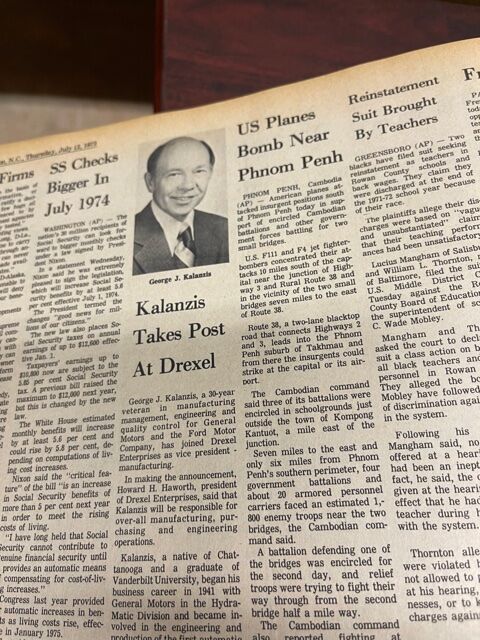 n, N.C., Thursday, July 12, 1973
Firms
SS Checks
Bigger In
July 1974
WASHINGTON (AP) — The
nation's 30 million recipients of
Social Security can look for-
ward to bigger monthly checks
under a law signed by Presi-
dent Nixon.
In a statement Wednesday,
Nixon said he was extremely
pleased to sign the bill
which will increase Social Se-
curity benefits by at least 5.6
per cent effective July 1, 1974.
The President termed the
changes "good news for mil-
lions of our citizens."
The new law also places So-
cial Security taxes on annual
earnings of up to $12,600 effec-
tive Jan. 1.
Taxpayers' earnings up to
$10,800 now are subject to the
5.85 per cent Social Security
tax. A previous bill raised the
maximum to $12,000 next year,
but this is changed by the new
law.
The White House estimated
monthly benefits will increase
by at least 5.6 per cent and
could rise by 5.8 per cent, de-
pending on computations of liv-
ing cost increases.
Nixon said the "critical fea-
ture" of the bill "is an increase
in Social Security benefits of
more than 5 per cent next year
in order to meet the rising
costs of living.
"I have long held that Social
Security cannot contribute to
genuine financial security until
provides an automatic means
compensating for cost-of-liv-
g increases."
Congress last year provided
automatic increases in ben-
ts as living costs rise, effec-
e in January 1975.
George J. Kalanzis
Kalanzis
Takes Post
At Drexel
George J. Kalanzis, a 30-year
veteran in manufacturing
management, engineering and
quality control for General
Motors and the Ford Motor
Company, has joined Drexel
Enterprises as vice president -
manufacturing.
In making the announcement,
Howard H. Haworth, president
of Drexel Enterprises, said that
Kalanzis will be responsible for
over-all manufacturing, pur-
chasing and engineering
operations.
Kalanzis, a native of Chat-
tanooga and a graduate of
Vanderbilt University, began his
business career in 1941 with
General Motors in the Hydra-
Matic Division and became in-
volved in the engineering and
production of the first automatic
US Planes
Bomb Near
Phnom Penh
PHNOM PENH, Cambodia
(AP) — American planes at-
tacked insurgent positions south
of Phnom Penh today in sup-
port of encircled Cambodian
battalions and other govern-
ment forces battling for two
small bridges.
U.S. F111 and F4 jet fighter-
bombers concentrated their at-
tacks 10 miles south of the cap-
ital near the junction of High-
way 3 and Rural Route 38 and
in the vicinity of the two small
bridges seven miles to the east
of Route 38.
Route 38, a two-lane blacktop
road that connects Highways 2
and 3, leads into the Phnom
Penh suburb of Takhmau and
from there the insurgents could
strike at the capital or its air-
port.
The Cambodian command
said three of its battalions were
encircled in schoolgrounds just
outside the town of Kompong
Kantuot, a mile east of the
junction.
Seven miles to the east and
only six miles from Phnom
Penh's southern perimeter, four
government battalions and
about 20 armored personnel
carriers faced an estimated 1,-
800 enemy troops near the two
bridges, the Cambodian com-
mand said.
A battalion defending one of
the bridges was encircled for
the second day, and relief
troops were trying to fight their
way through from the second
bridge half a mile way.
The Cambodian command
also reported fighting
Reinstatement
Suit Brought
By Teachers
GREENSBORO (AP) — Two
blacks have filed suit seeking
reinstatement as teachers in
Rowan County schools and
back wages. They claim they
were discharged at the end of
the 1971-72 school year because
of their race.
The plaintiffs allege their dis-
charges were based on "vague
and unsubstantiated" claims
that their teaching perform-
ances had been unsatisfactory.
Lucius Mangham of Salisbury
and William L. Thornton,
of Baltimore, filed the suit
U.S. Middle District C
Tuesday against the Ro
County Board of Education
the superintendent of sc
C. Wade Mobley.
Mangham and Th
asked the court to decl
suit a class action on b
all black teachers and
personnel in Rowan
They alleged the bo
Mobley have followed
of discrimination aga
in the system.
Following his
Mangham said, no
offered at a heari
had been an inept
fact, he said, the c
given at the hearin
effect that he had
teacher during h
with the system.
Thornton alle
were violated b
not allowed to p
at his hearing,
nesses, or to k
charges against